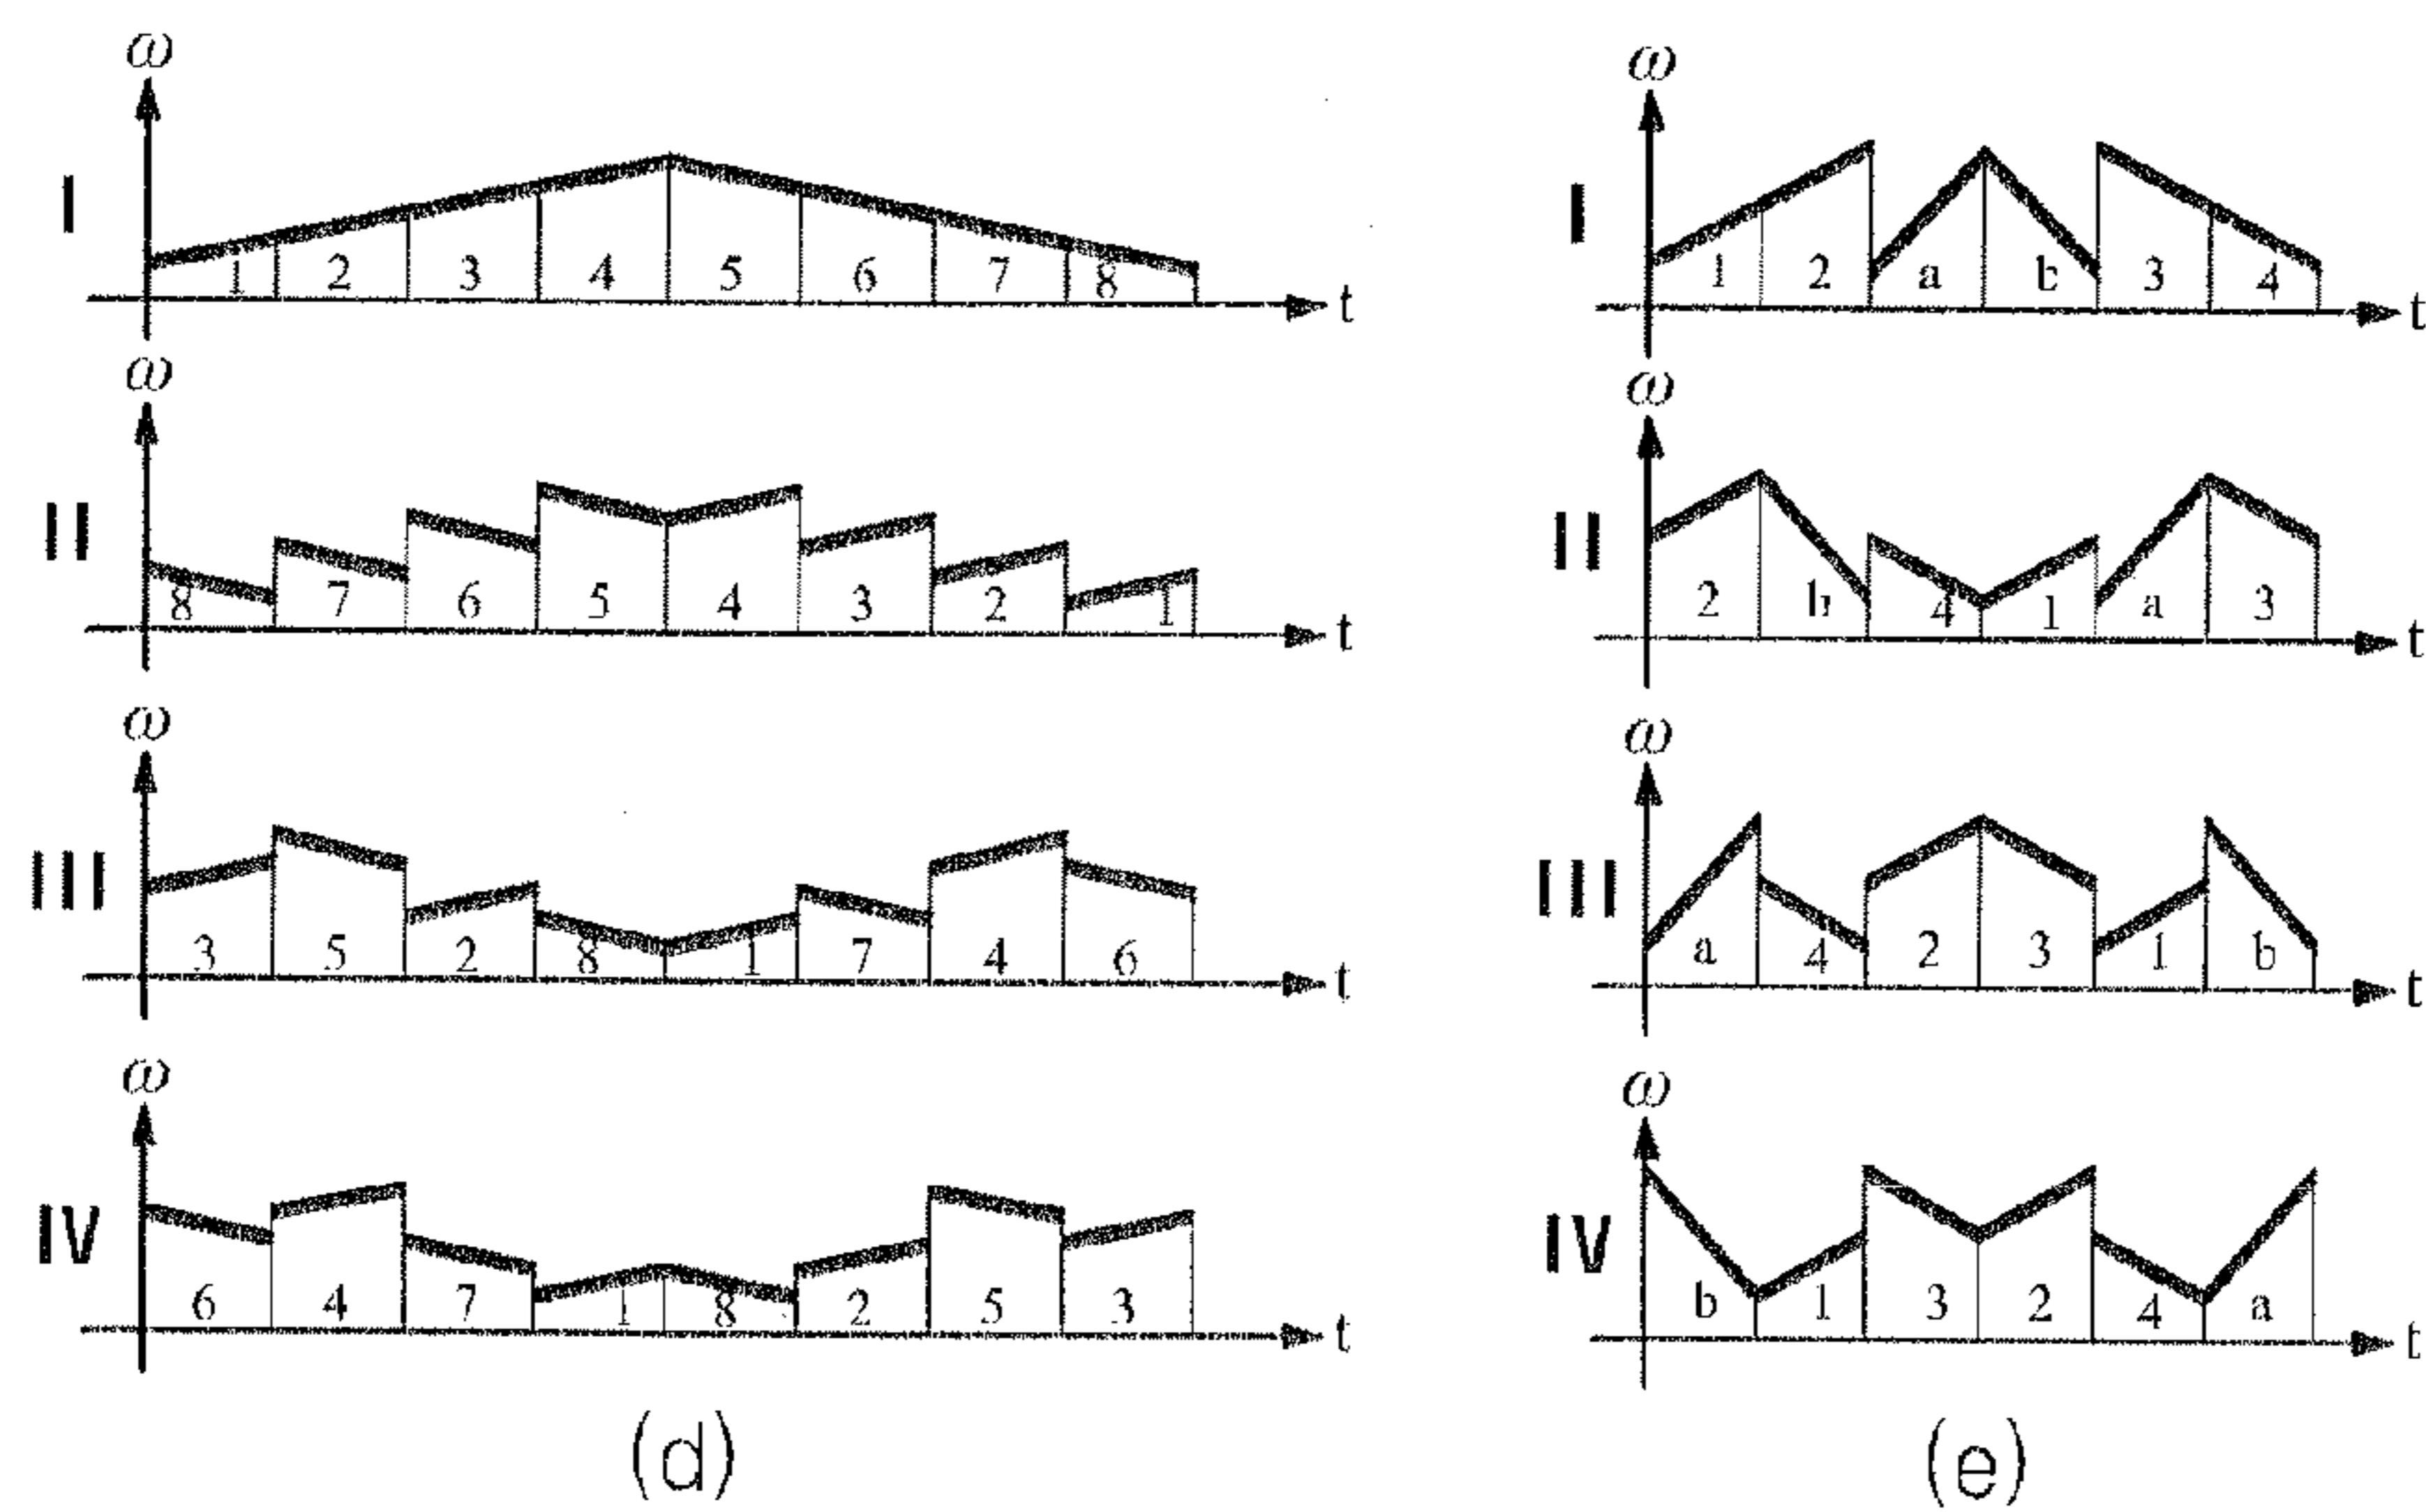 ω
I
1 2 3 4 5 6 7 8
t
ω
II
8 7 6 5 4 3 2 1
t
ω
III
3 5 2 8 1 7 4 6
t
ω
IV
6 4 7 1 8 2 5 3
t
(d)
ω
I
1 2 a b 3 4
t
ω
II
2 b 4 1 a 3
t
ω
III
a 4 2 3 1 b
t
ω
IV
b 1 3 2 4 a
t
(e)